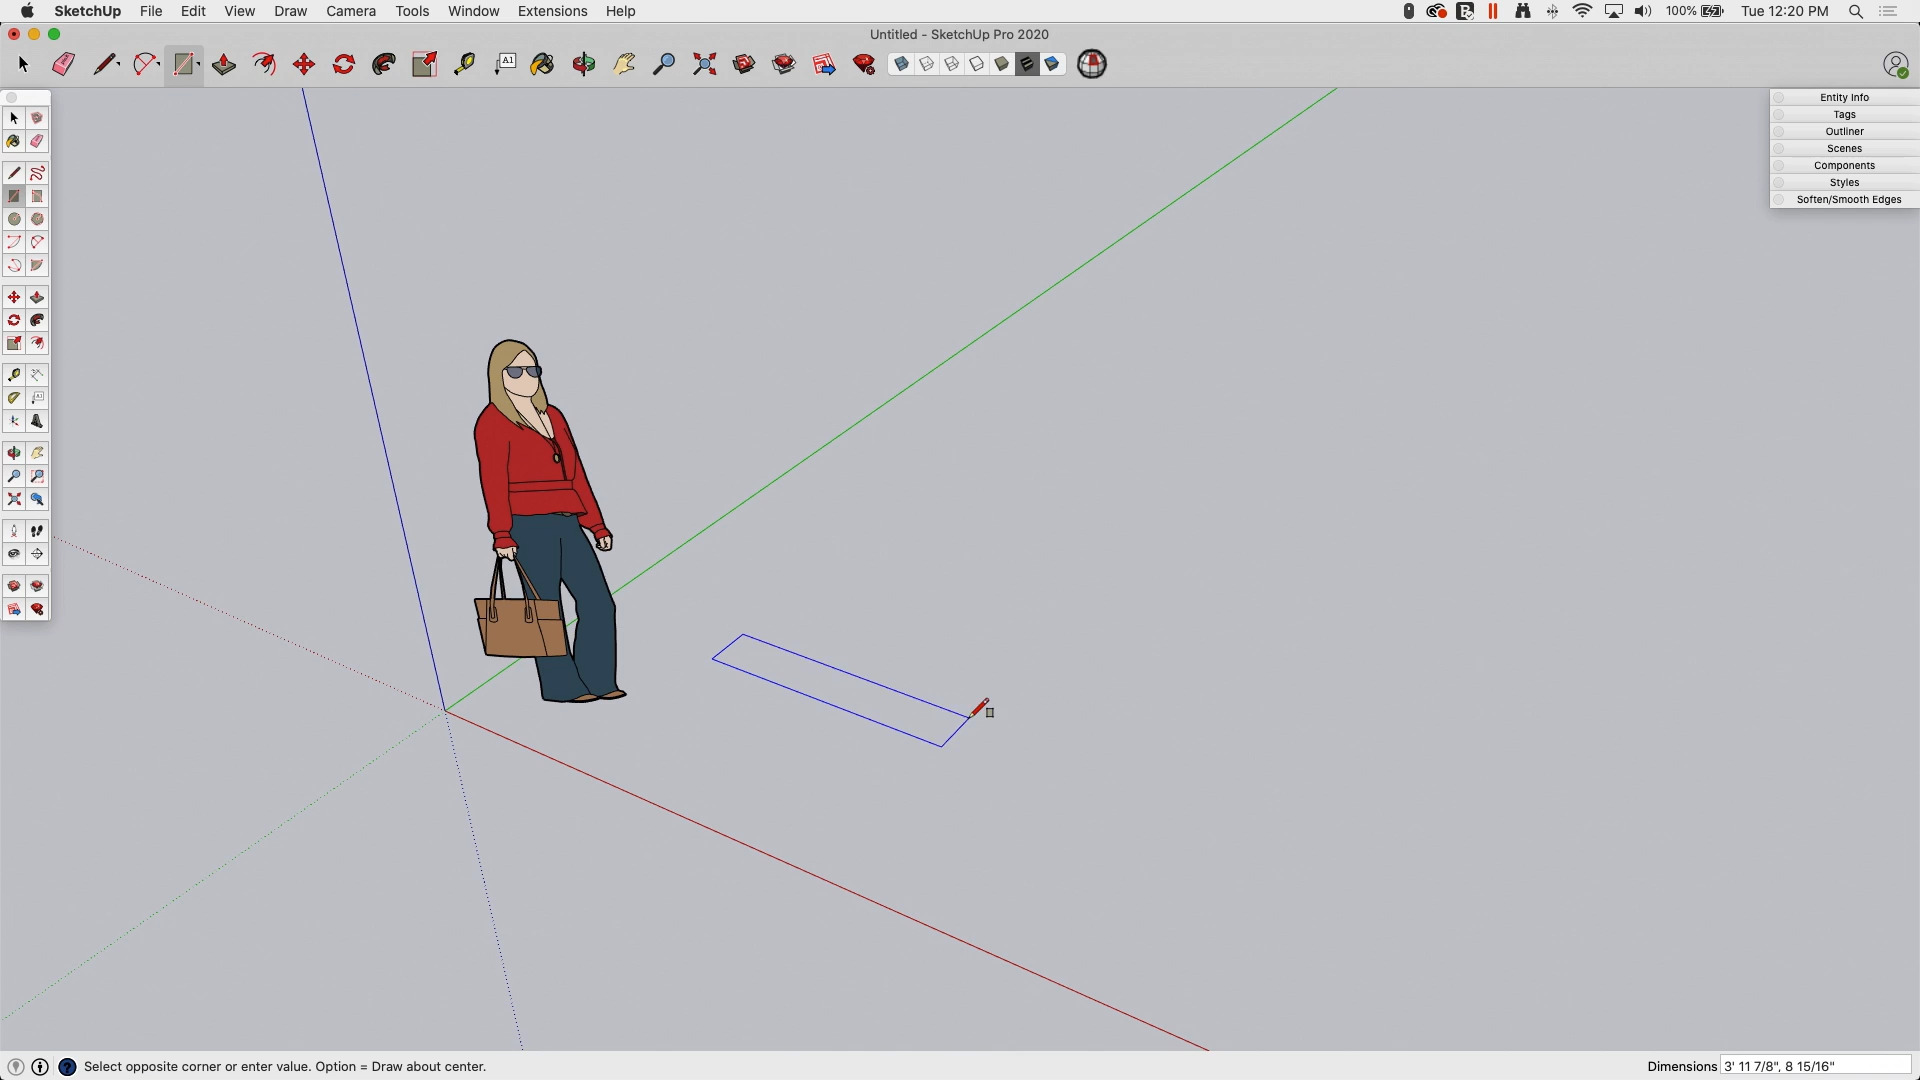 SketchUp File Edit View Draw Camera Tools Window Extensions Help 100% Tue 12:20 PM
Untitled - SketchUp Pro 2020
A1
Entity Info
Tags
Outliner
Scenes
Components
Styles
Soften/Smooth Edges
A1
Select opposite corner or enter value. Option = Draw about center.
Dimensions 3' 11 7/8", 8 15/16"